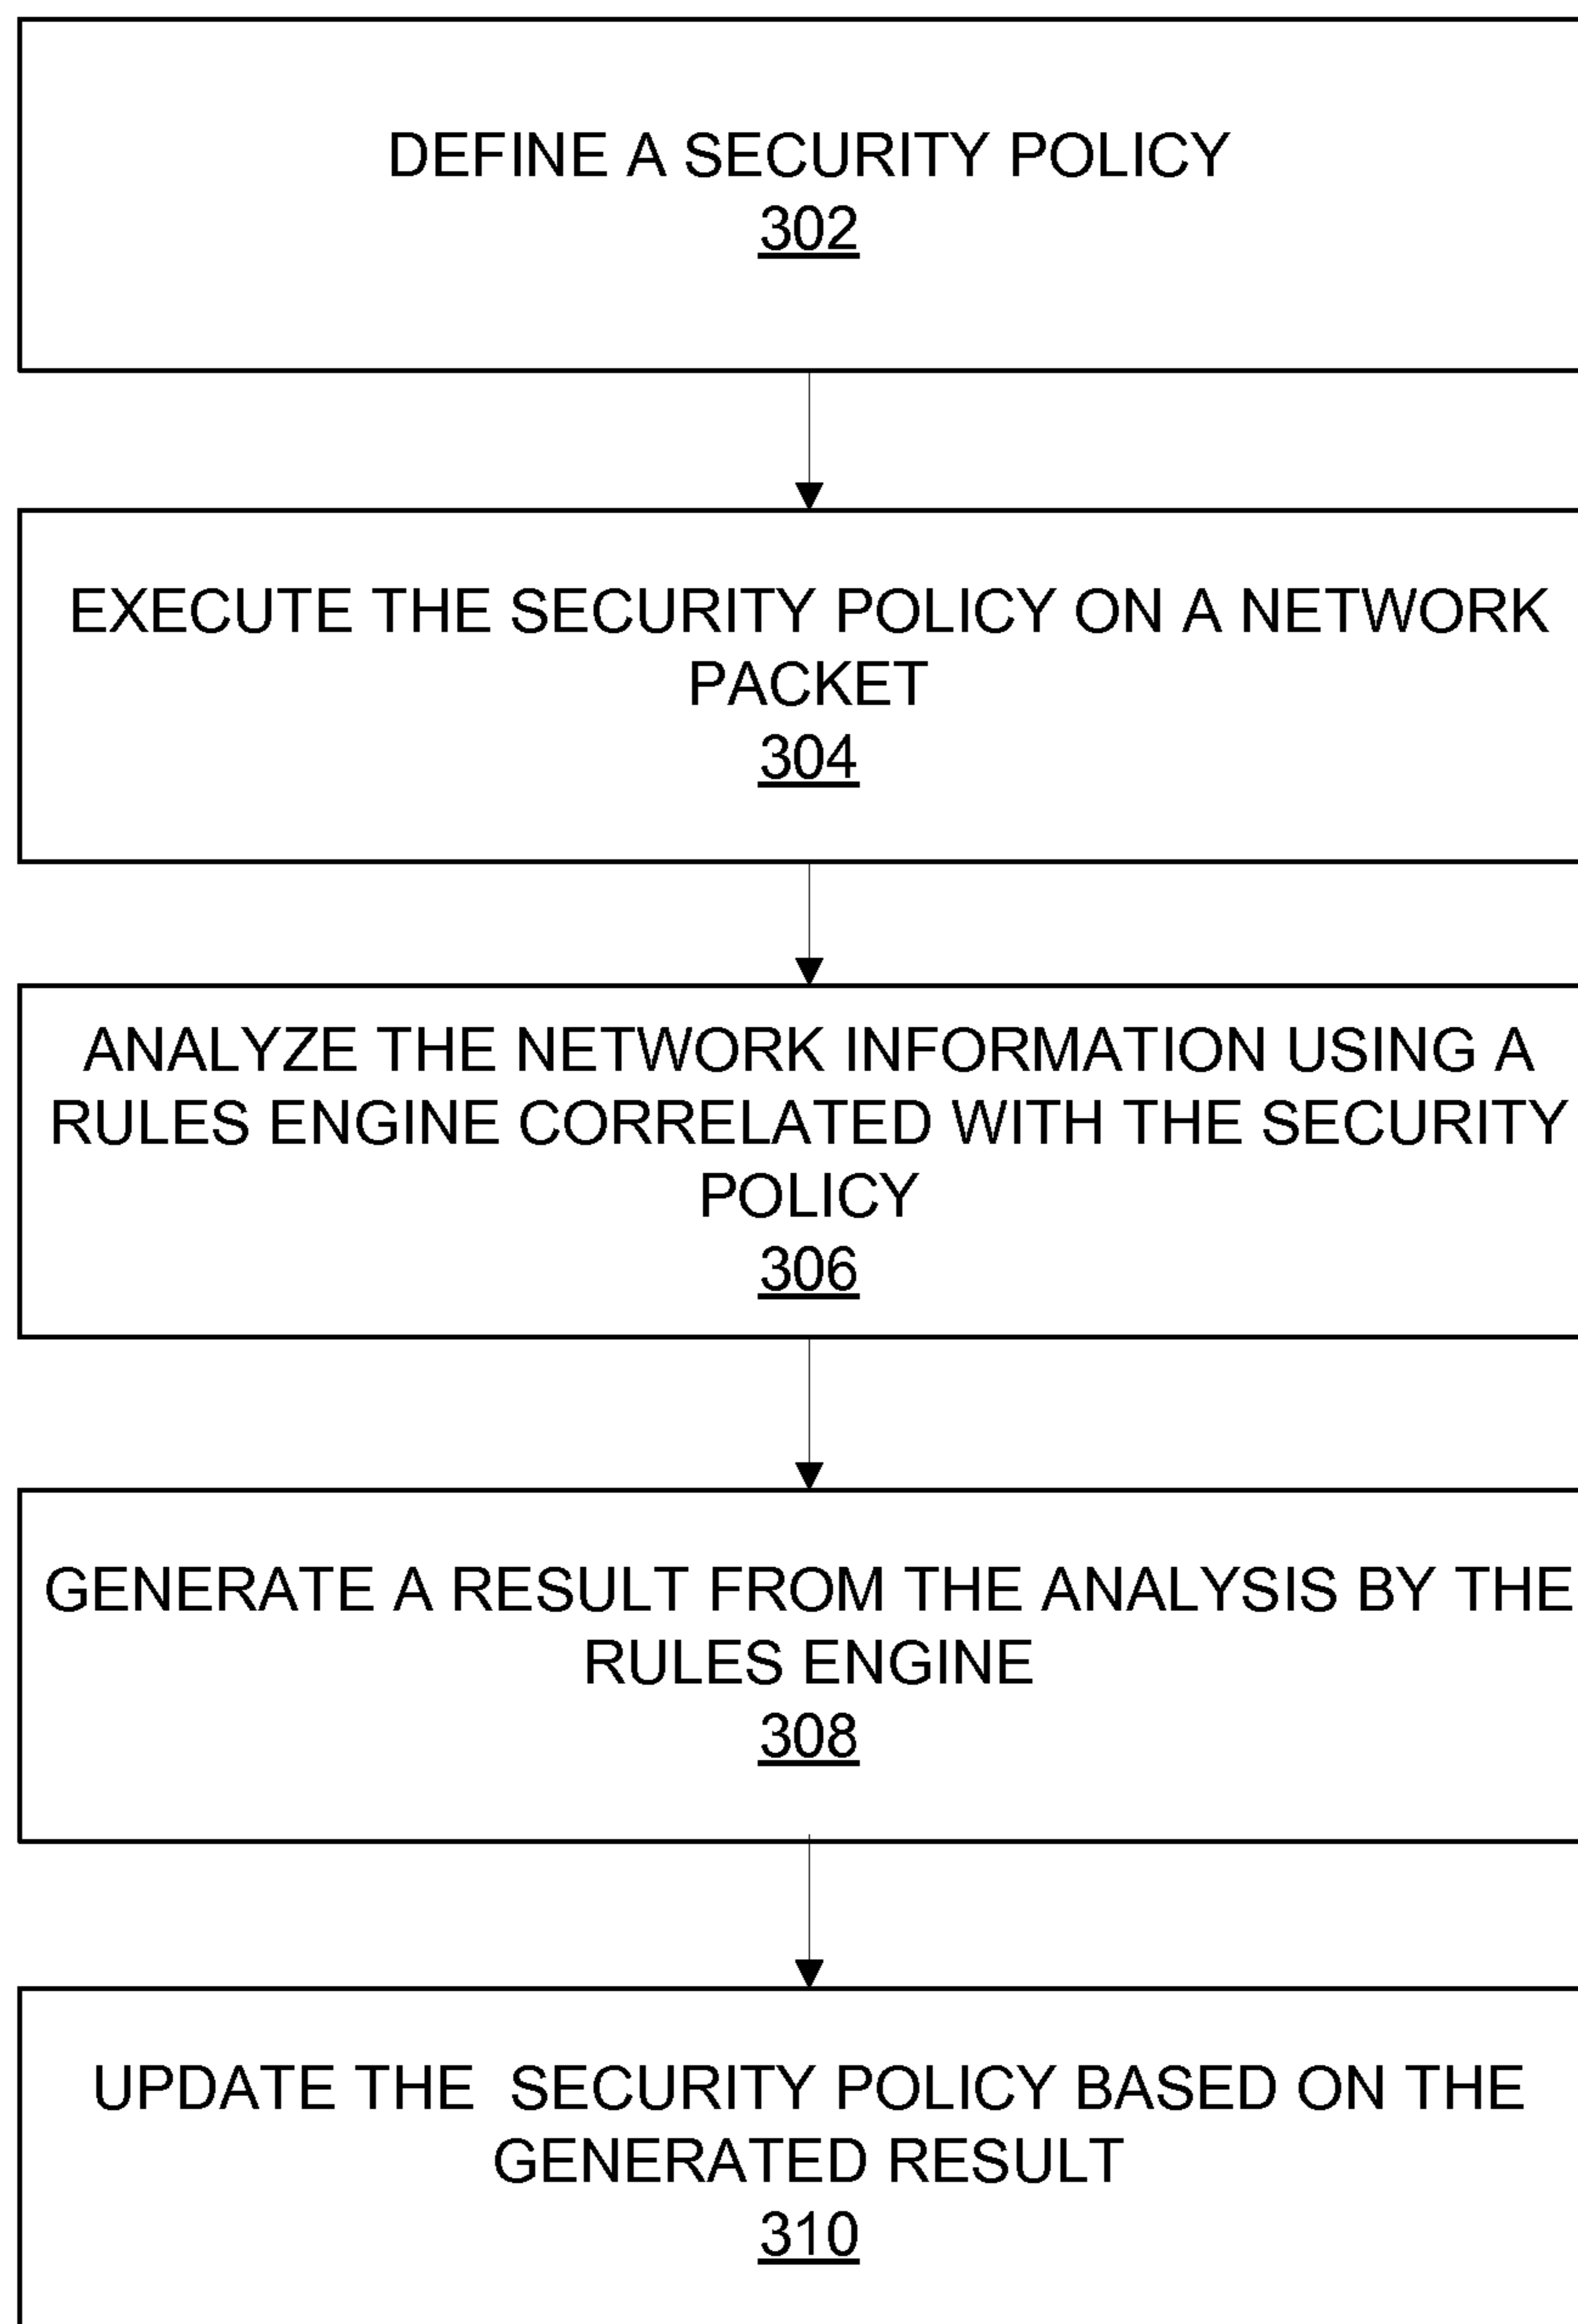 DEFINE A SECURITY POLICY
302
EXECUTE THE SECURITY POLICY ON A NETWORK
PACKET
304
ANALYZE THE NETWORK INFORMATION USING A
RULES ENGINE CORRELATED WITH THE SECURITY
POLICY
306
GENERATE A RESULT FROM THE ANALYSIS BY THE
RULES ENGINE
308
UPDATE THE  SECURITY POLICY BASED ON THE
GENERATED RESULT
310